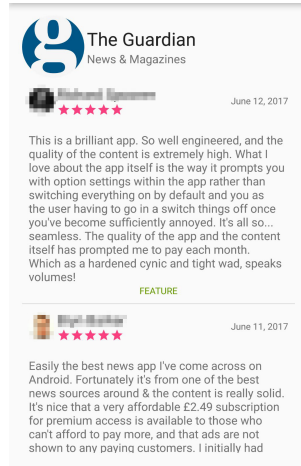 The Guardian
News & Magazines
June 12, 2017
This is a brilliant app. So well engineered, and the
quality of the content is extremely high. What I
love about the app itself is the way it prompts you
with option settings within the app rather than
switching everything on by default and you as
the user having to go in a switch things off once
you've become sufficiently annoyed. It's all so...
seamless. The quality of the app and the content
itself has prompted me to pay each month.
Which as a hardened cynic and tight wad, speaks
volumes!
FEATURE
June 11, 2017
Easily the best news app I've come across on
Android. Fortunately it's from one of the best
news sources around & the content is really solid.
It's nice that a very affordable £2.49 subscription
for premium access is available to those who
can't afford to pay more, and that ads are not
shown to any paying customers. I initially had